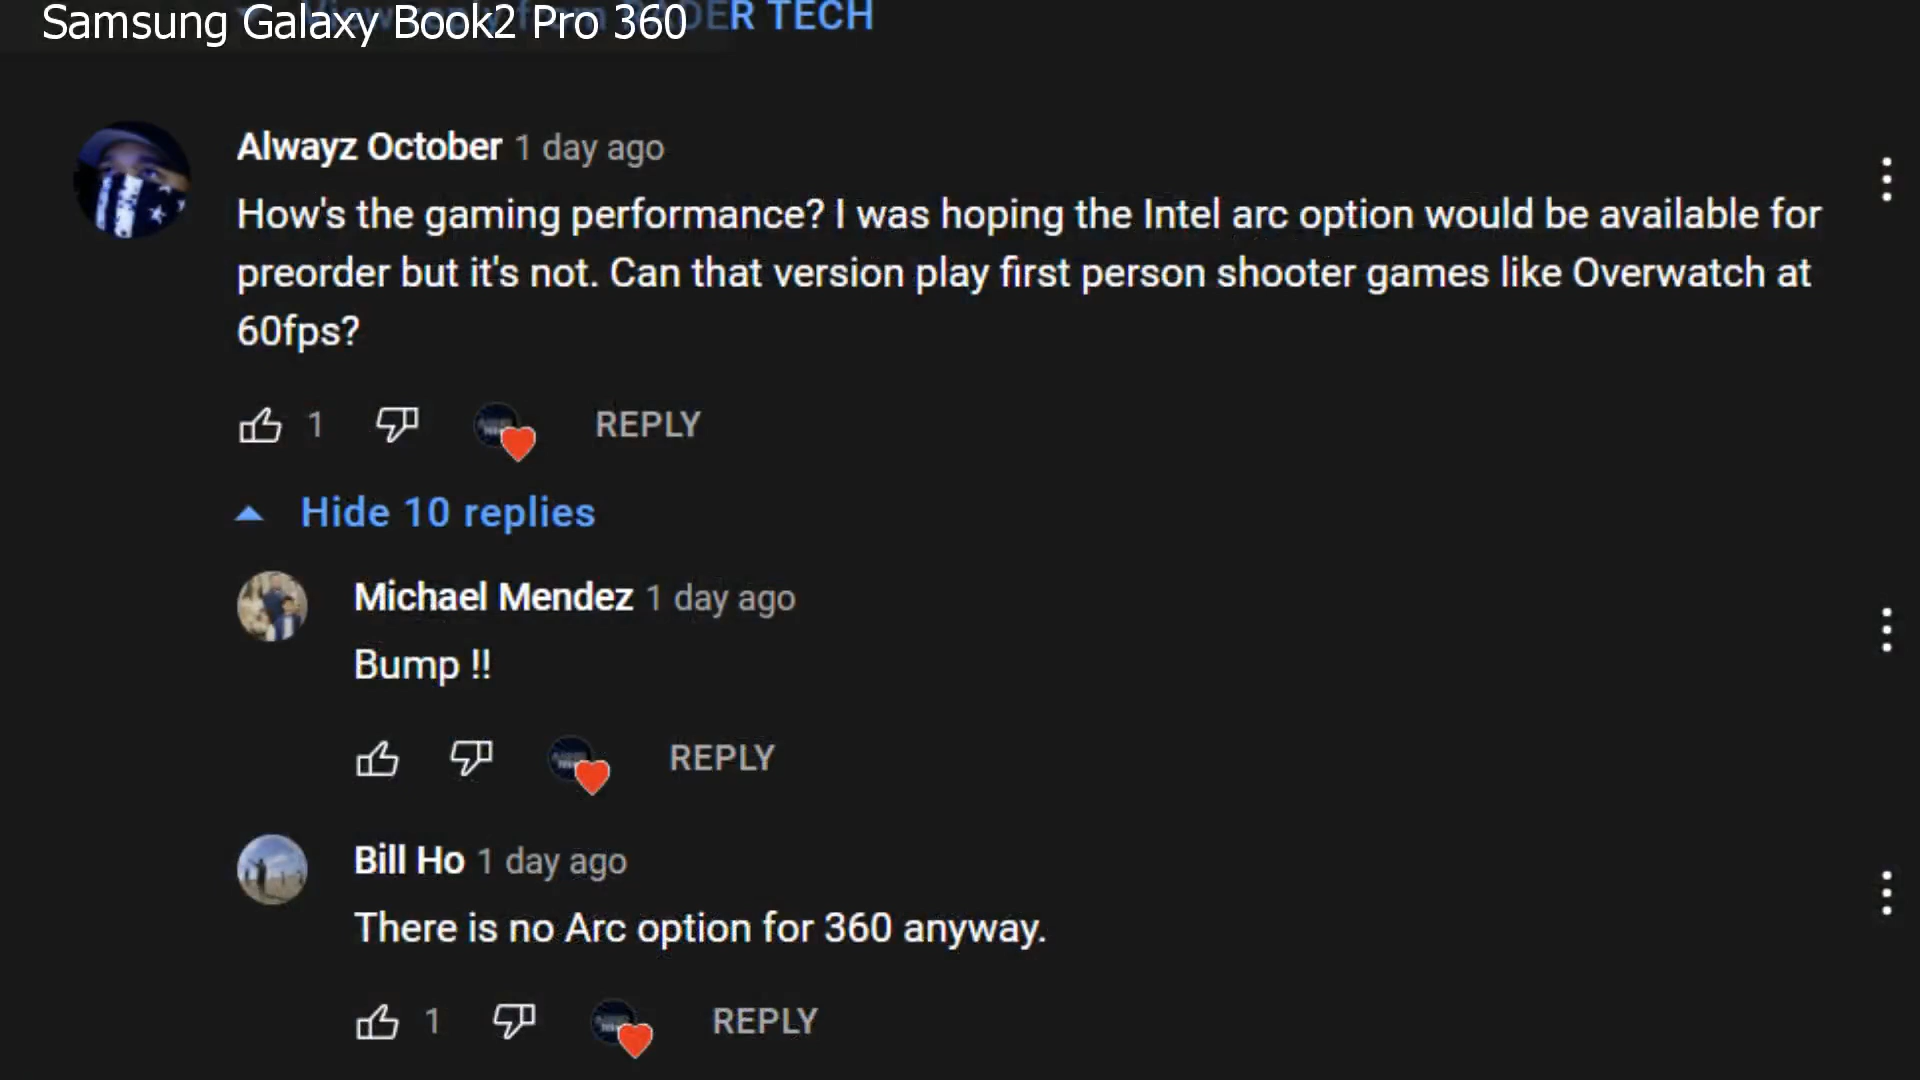 Samsung Galaxy Book2 Pro 360
ER TECH
Alwayz October 1 day ago
How's the gaming performance? I was hoping the Intel arc option would be available for
preorder but it's not. Can that version play first person shooter games like Overwatch at
60fps?
1 REPLY
Hide 10 replies
Michael Mendez 1 day ago
Bump !!
REPLY
Bill Ho 1 day ago
There is no Arc option for 360 anyway.
1 REPLY